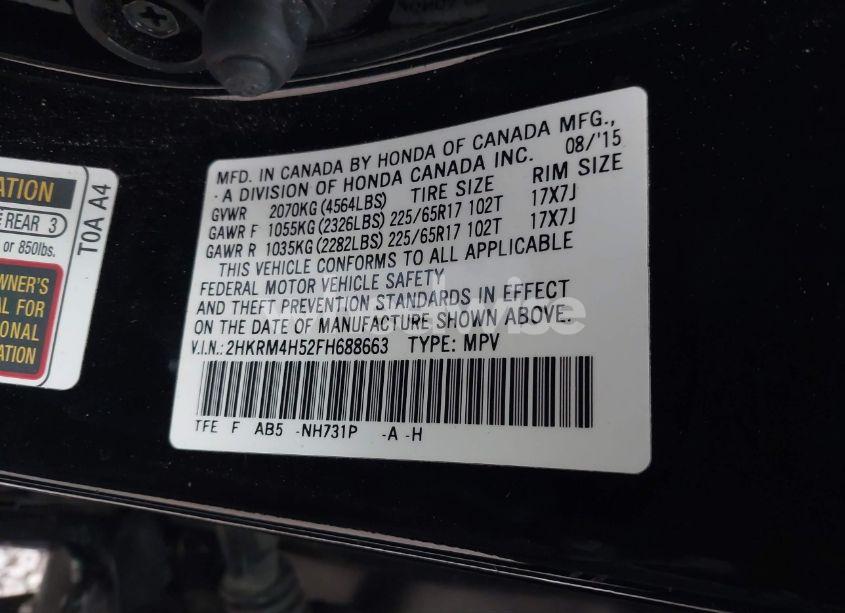 MFD. IN CANADA BY HONDA OF CANADA MFG.,
-A DIVISION OF HONDA CANADA INC. 08/'15
GVWR 2070KG(4564LBS) TIRE SIZE RIM SIZE
GAWR F 1055KG(2326LBS) 225/65R17 102T 17X7J
GAWR R 1035KG(2282LBS) 225/65R17 102T 17X7J
THIS VEHICLE CONFORMS TO ALL APPLICABLE
FEDERAL MOTOR VEHICLE SAFETY
AND THEFT PREVENTION STANDARDS IN EFFECT
ON THE DATE OF MANUFACTURE SHOWN ABOVE.
V.I.N.:2HKRM4H52FH688663 TYPE: MPV
TFE F AB5 -NH731P -A -H
ATION
REAR 3
or 850lbs.
WNER'S
AL FOR
IONAL
ATION
T0A A4